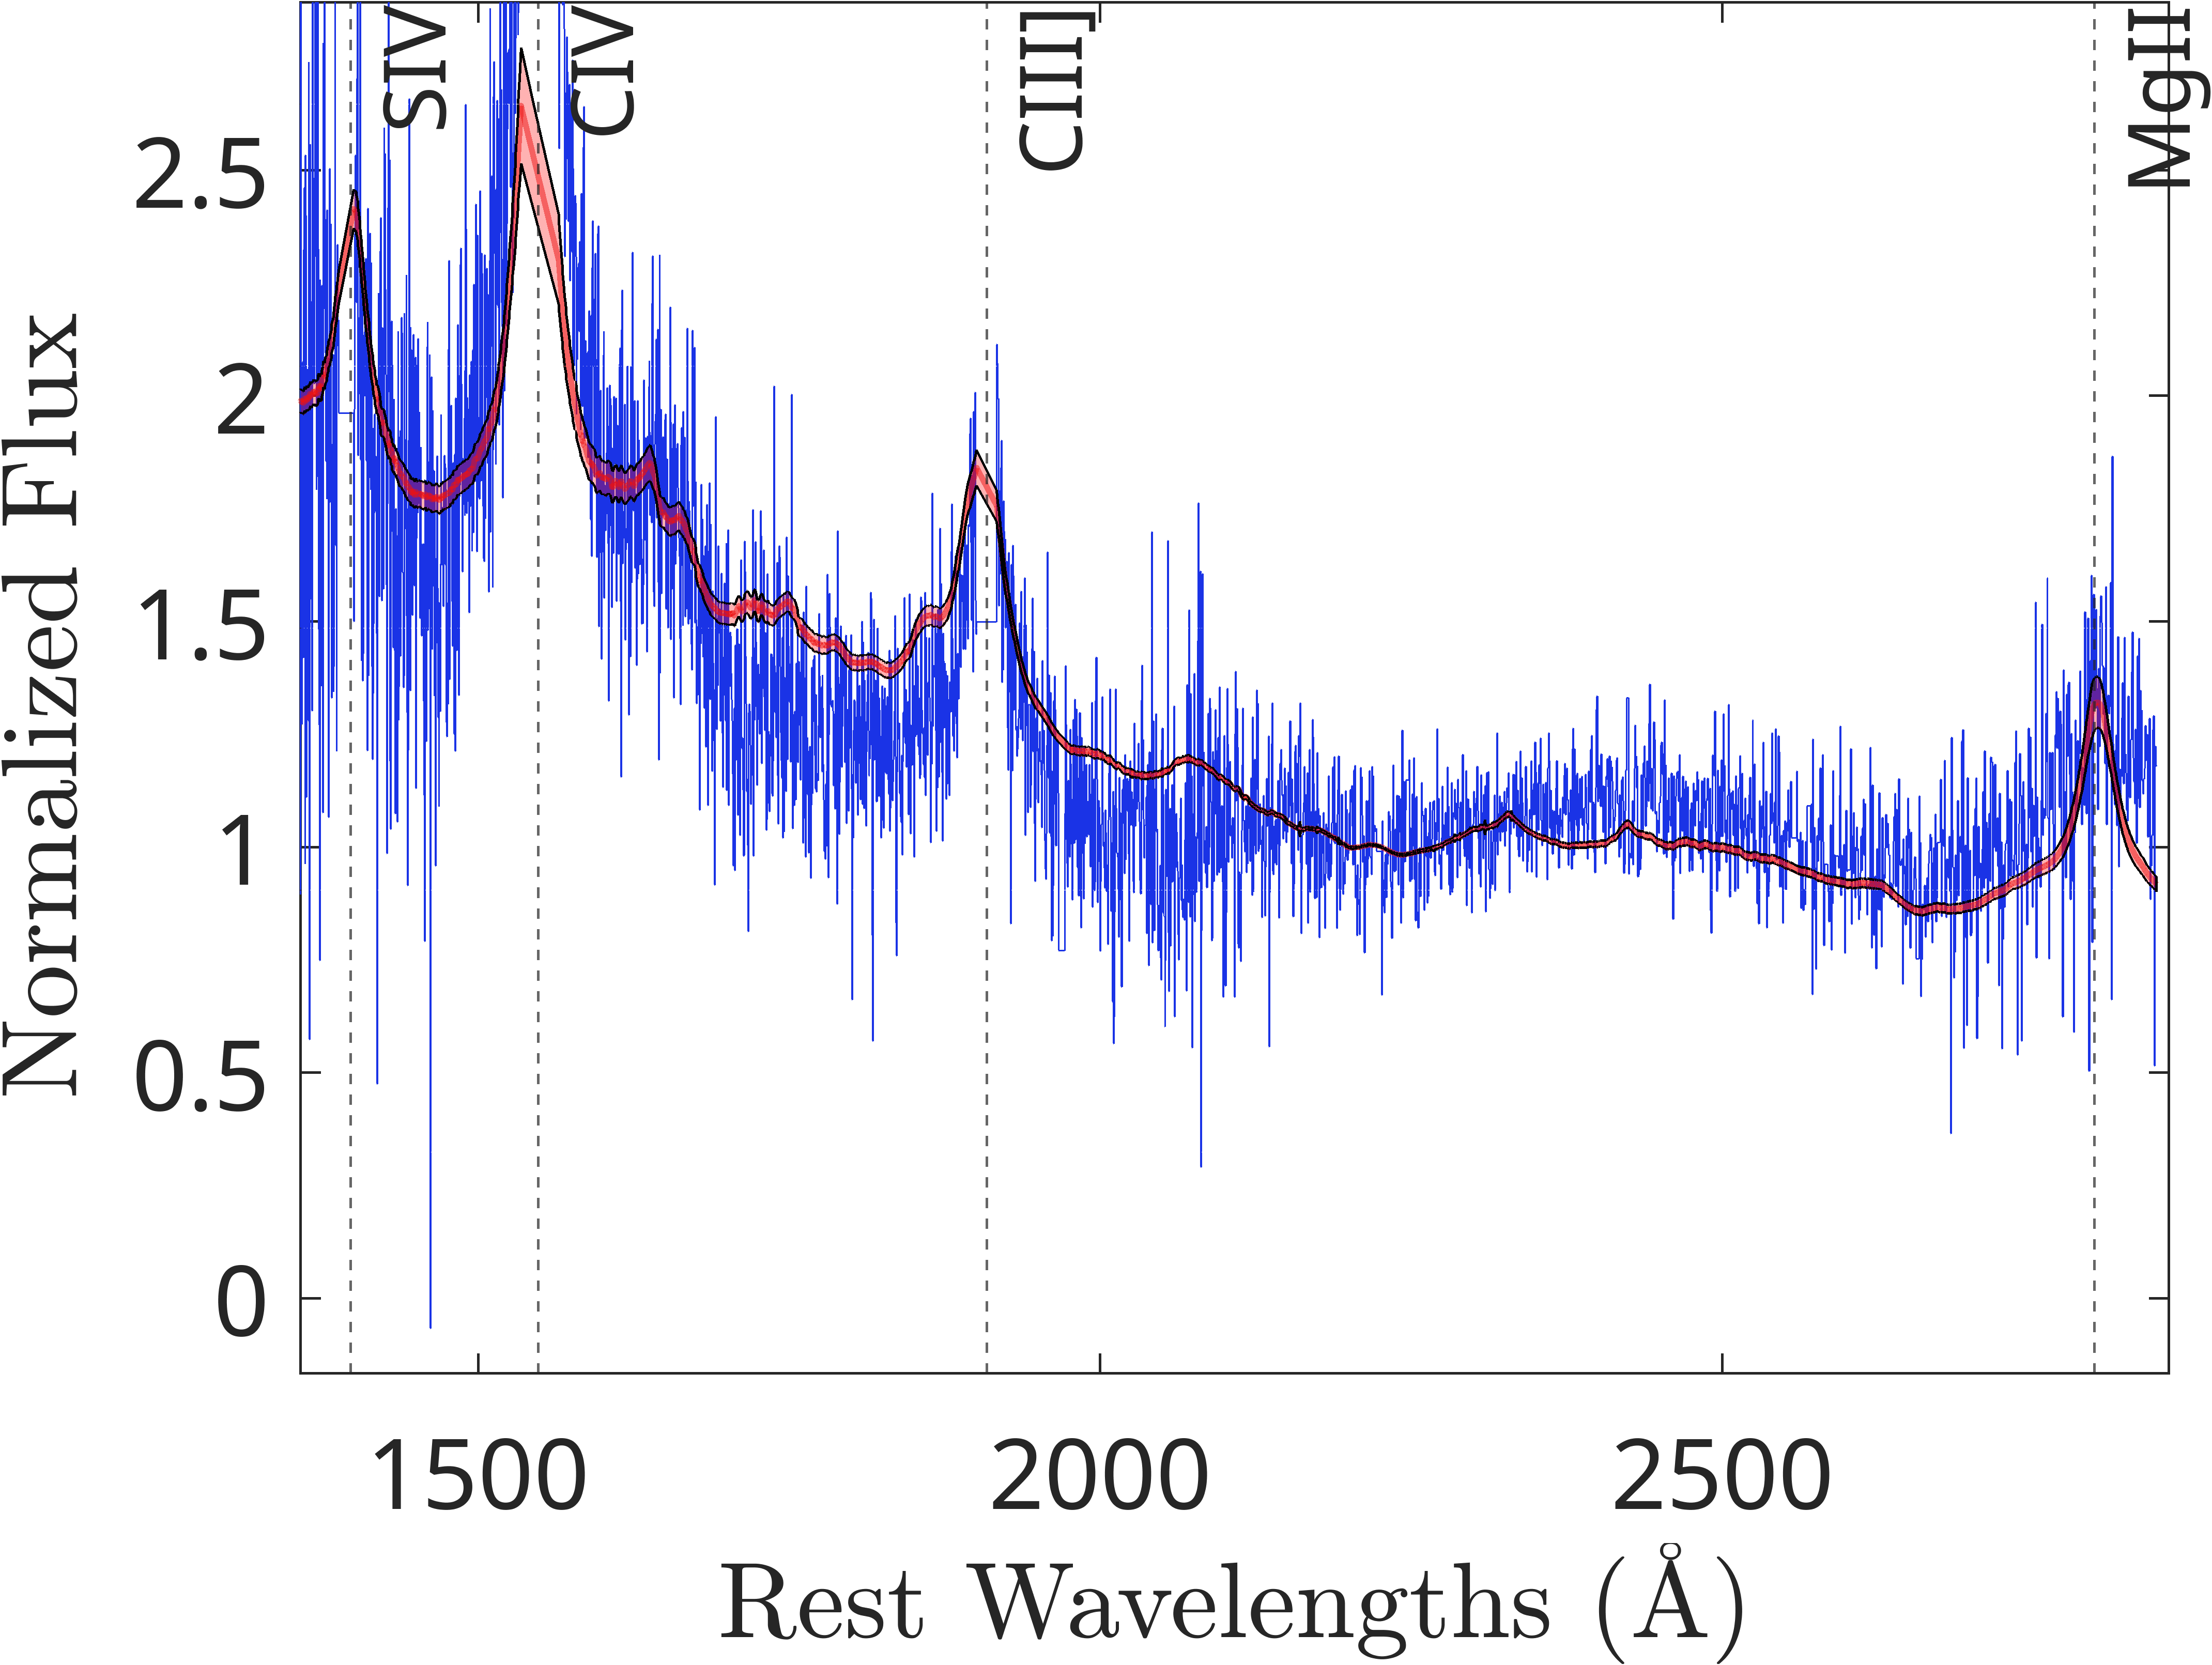 SIV
CIV
CIII]
MgII
2.5
2
1.5
1
0.5
0
Normalized Flux
1500
2000
2500
Rest Wavelengths (Å)